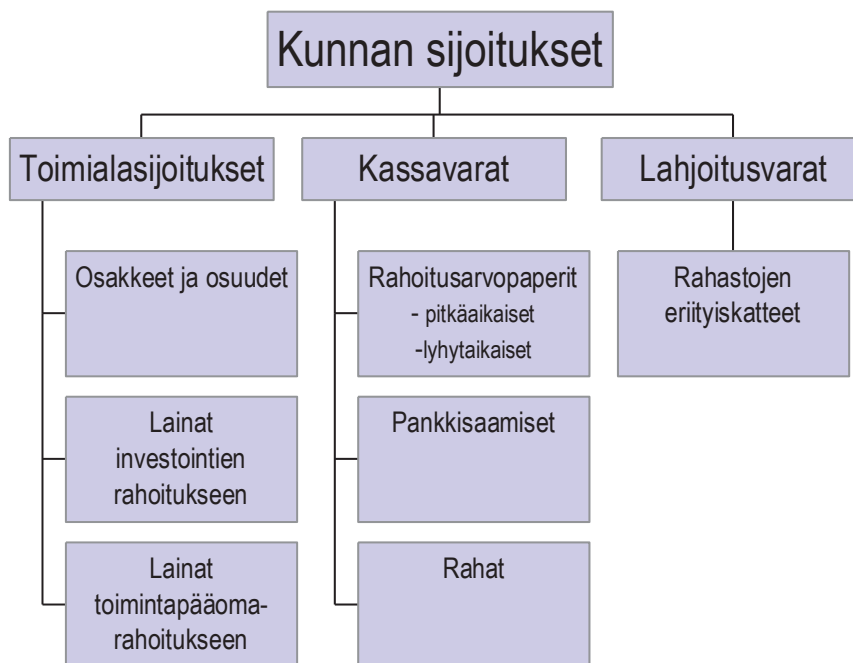 Kunnan sijoitukset
Toimialasijoitukset
Kassavarat
Lahjoitusvarat
Osakkeet ja osuudet
Rahoitusarvopaperit
- pitkäaikaiset
-lyhytaikaiset
Rahastojen
eriityiskatteet
Lainat
investointien
rahoitukseen
Pankkisaamiset
Lainat
toimintapääoma-
rahoitukseen
Rahat